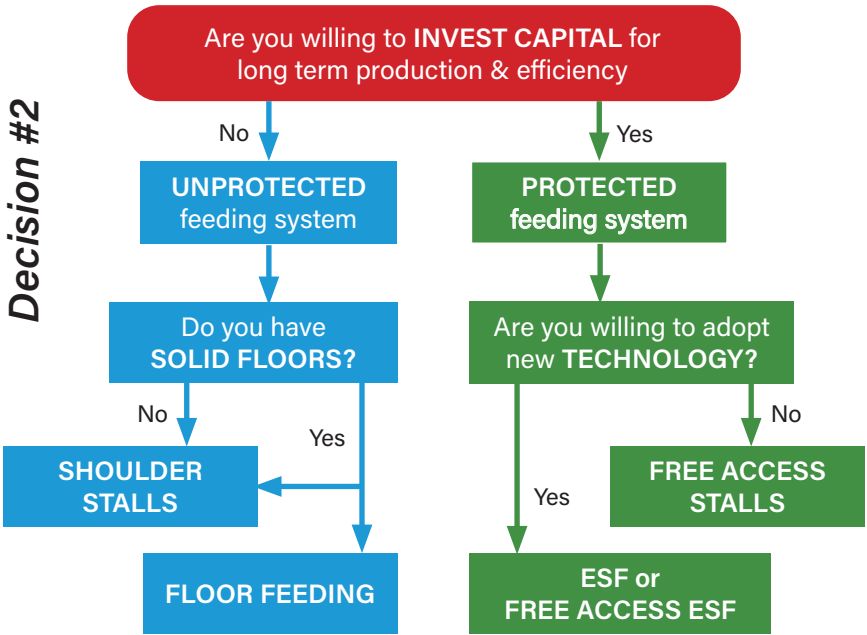 Decision #2
Are you willing to INVEST CAPITAL for
long term production & efficiency
No
Yes
UNPROTECTED
feeding system
PROTECTED
feeding system
Do you have
SOLID FLOORS?
Are you willing to adopt
new TECHNOLOGY?
No
Yes
No
Yes
SHOULDER
STALLS
FREE ACCESS
STALLS
FLOOR FEEDING
ESF or
FREE ACCESS ESF